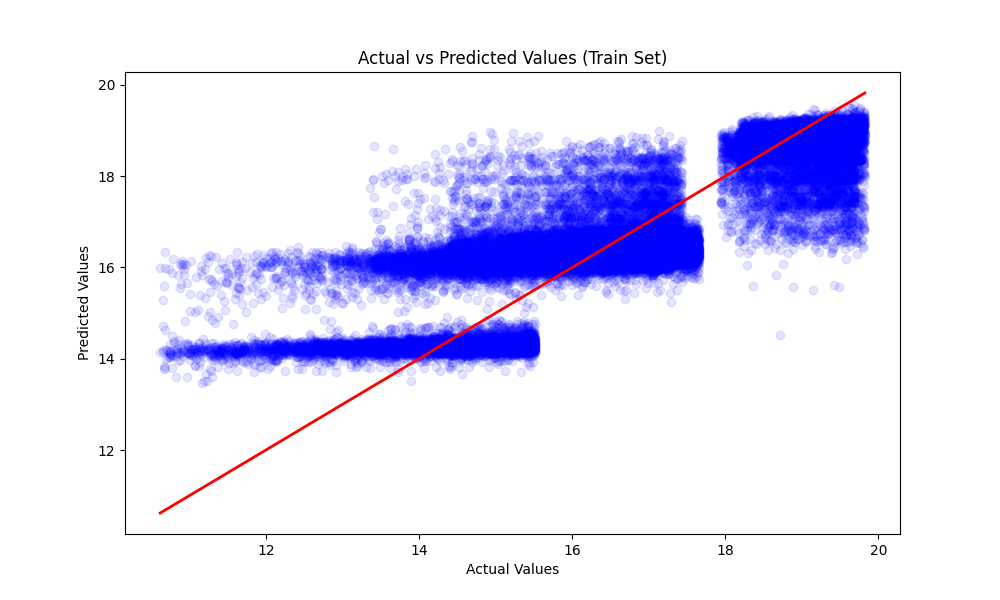 Actual vs Predicted Values (Train Set)
20
18
16
14
12
Predicted Values
12 14 16 18 20
Actual Values